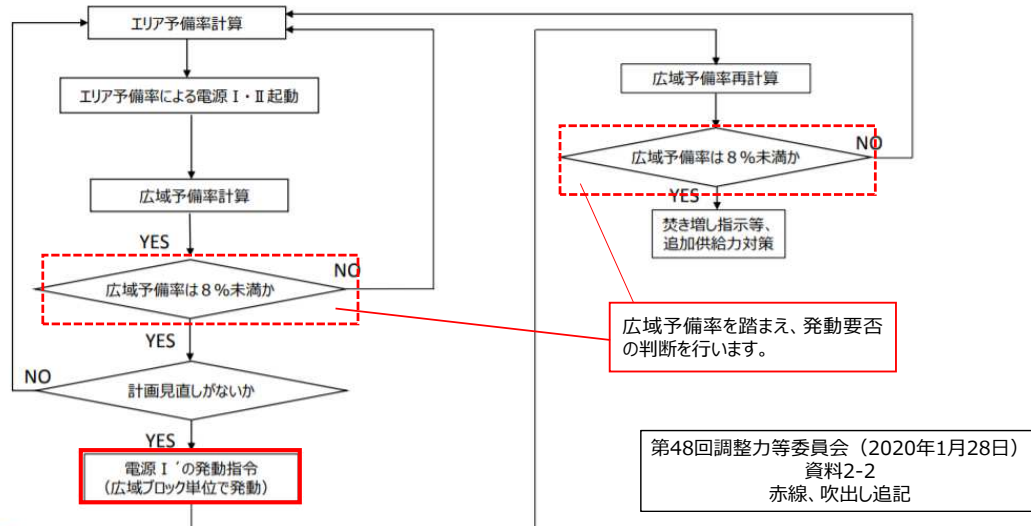 エリア予備率計算
エリア予備率による電源Ⅰ・Ⅱ起動
広域予備率計算
YES
広域予備率は８％未満か
NO
YES
計画見直しがないか
NO
YES
電源Ⅰ´の発動指令
（広域ブロック単位で発動）
広域予備率再計算
広域予備率は８％未満か
NO
YES
焚き増し指示等、
追加供給力対策
広域予備率を踏まえ、発動要否
の判断を行います。
第48回調整力等委員会（2020年1月28日）
資料2-2
赤線、吹出し追記